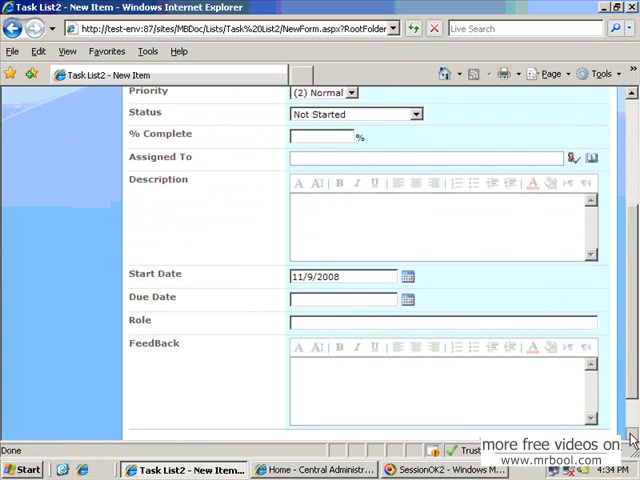 Task List2 - New Item - Windows Internet Explorer
http://test-env:87/sites/MBDoc/Lists/Task%20List2/NewForm.aspx?RootFolder
Live Search
File Edit View Favorites Tools Help
Task List2 - New Item
Page Tools
Priority (2) Normal
Status Not Started
% Complete %
Assigned To
Description
A A B I U A
Start Date 11/9/2008
Due Date
Role
FeedBack
A A B I U A
Done Trust
more free videos on
www.mrbool.com
Start Task List2 - New Item... Home - Central Administr... SessionOK2 - Windows M... 4:34 PM